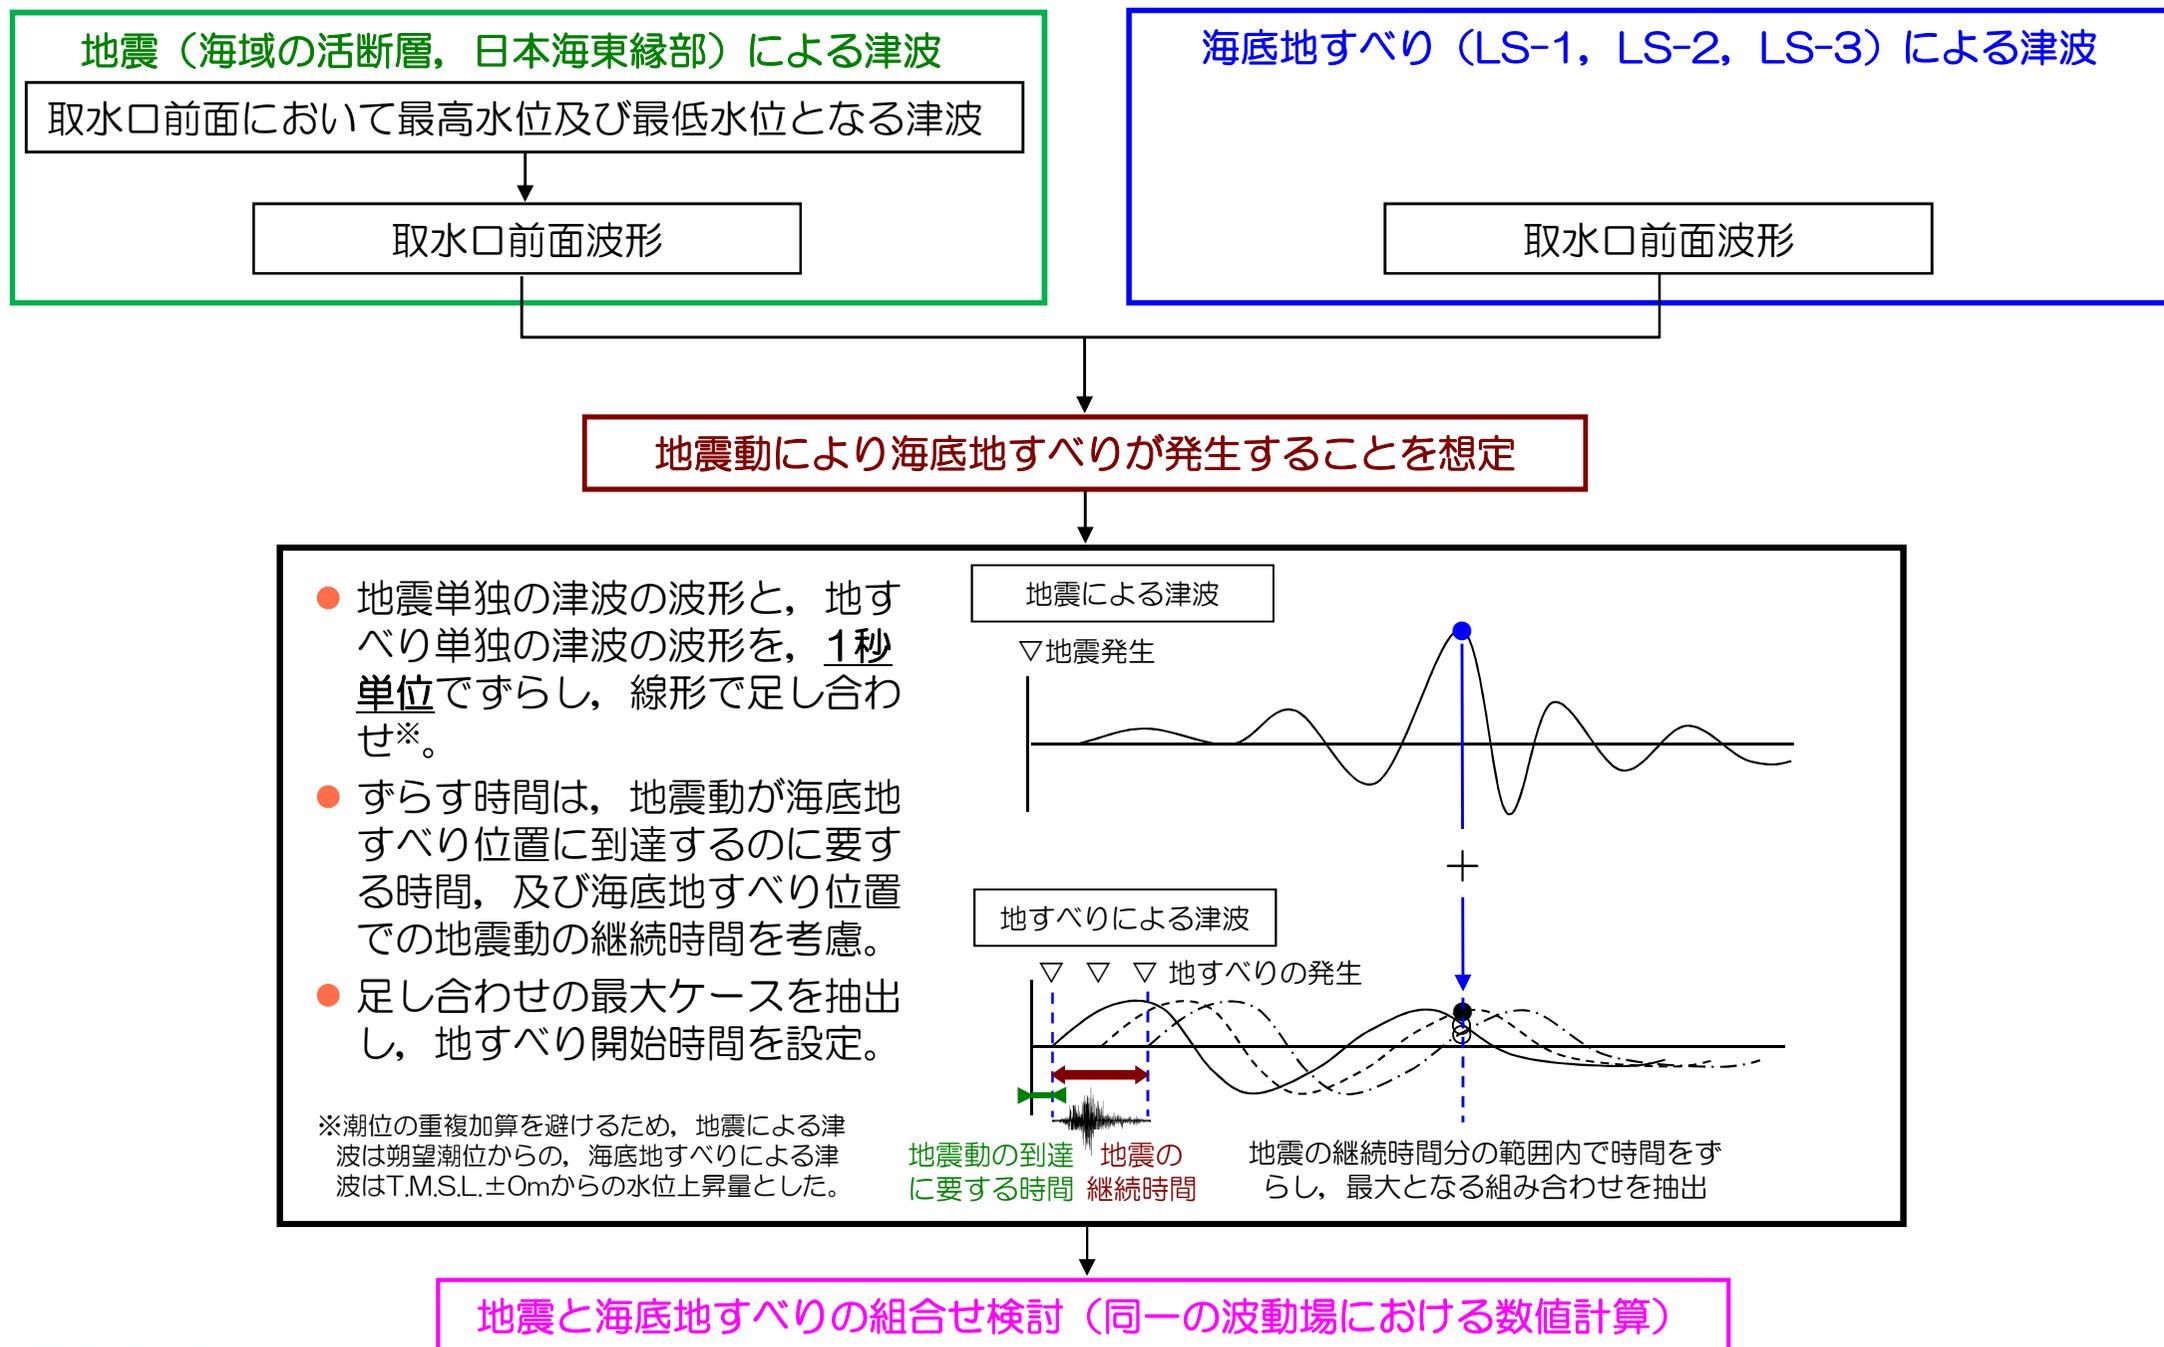 地震（海域の活断層，日本海東縁部）による津波
取水口前面において最高水位及び最低水位となる津波
取水口前面波形
海底地すべり（LS-1，LS-2，LS-3）による津波
取水口前面波形
地震動により海底地すべりが発生することを想定
● 地震単独の津波の波形と，地す
べり単独の津波の波形を，1秒
単位でずらし，線形で足し合わ
せ※。
● ずらす時間は，地震動が海底地
すべり位置に到達するのに要す
る時間，及び海底地すべり位置
での地震動の継続時間を考慮。
● 足し合わせの最大ケースを抽出
し，地すべり開始時間を設定。
※潮位の重複加算を避けるため，地震による津
波は朔望潮位からの，海底地すべりによる津
波はT.M.S.L.±0mからの水位上昇量とした。
地震による津波
▽地震発生
＋
地すべりによる津波
▽ ▽ ▽ 地すべりの発生
地震動の到達
に要する時間
地震の
継続時間
地震の継続時間分の範囲内で時間をず
らし，最大となる組み合わせを抽出
地震と海底地すべりの組合せ検討（同一の波動場における数値計算）